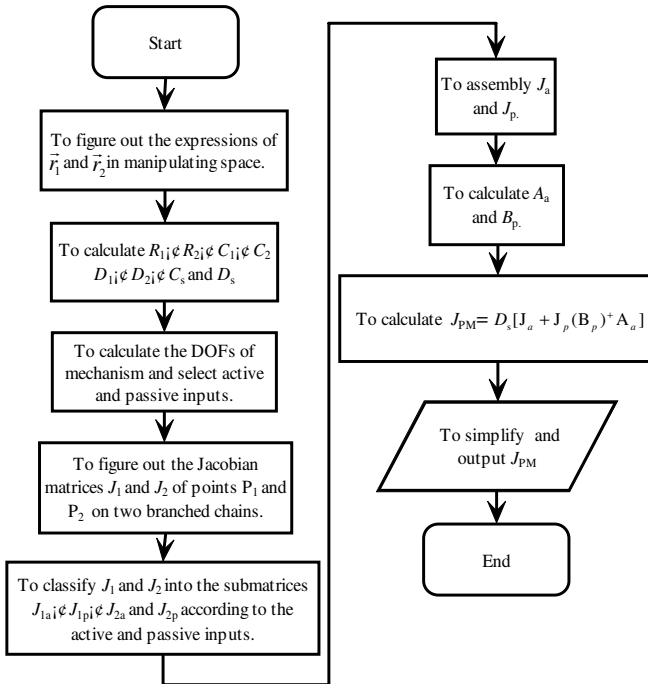 Start
To figure out the expressions of
r⃗₁ and r⃗₂ in manipulating space.
To calculate R₁¡¢R₂¡¢C₁¡¢C₂
D₁¡¢D₂¡¢Cₛ and Dₛ
To calculate the DOFs of
mechanism and select active
and passive inputs.
To figure out the Jacobian
matrices J₁ and J₂ of points P₁ and
P₂ on two branched chains.
To classify J₁ and J₂ into the submatrices
J₁ₐ¡¢J₁ₚ¡¢J₂ₐ and J₂ₚ according to the
active and passive inputs.
To assembly Jₐ
and Jₚ.
To calculate Aₐ
and Bₚ.
To calculate J_PM= Dₛ[Jₐ + Jₚ(Bₚ)⁺Aₐ]
To simplify and
output J_PM
End